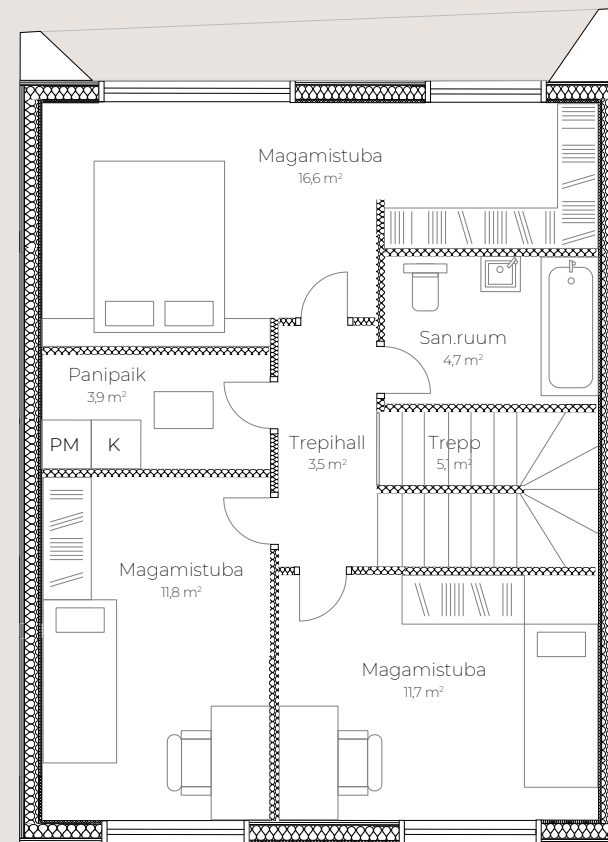 Magamistuba
16,6 m²
San.ruum
4,7 m²
Panipaik
3,9 m²
PM
K
Trepihall
3,5 m²
Trepp
5,1 m²
Magamistuba
11,8 m²
Magamistuba
11,7 m²